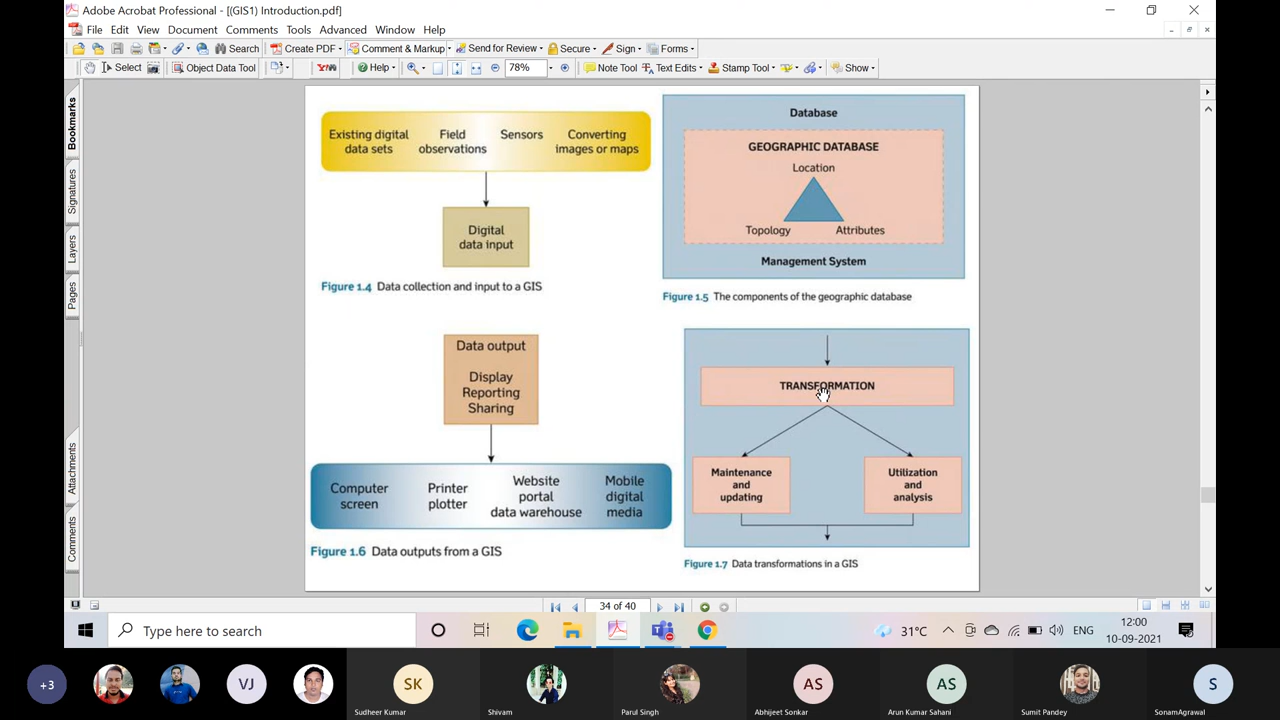 Adobe Acrobat Professional - [(GIS1) Introduction.pdf]
File Edit View Document Comments Tools Advanced Window Help
Search Create PDF Comment & Markup Send for Review Secure Sign Forms
Select Object Data Tool Help 78% Note Tool Text Edits Stamp Tool Show
Bookmarks
Signatures
Layers
Pages
Attachments
Comments
Existing digital data sets
Field observations
Sensors
Converting images or maps
Digital
data input
Figure 1.4 Data collection and input to a GIS
Database
GEOGRAPHIC DATABASE
Location
Topology Attributes
Management System
Figure 1.5 The components of the geographic database
Data output
Display
Reporting
Sharing
Computer screen
Printer plotter
Website portal data warehouse
Mobile digital media
Figure 1.6 Data outputs from a GIS
TRANSFORMATION
Maintenance and updating
Utilization and analysis
Figure 1.7 Data transformations in a GIS
34 of 40
Type here to search
31°C
ENG
12:00
10-09-2021
+3
VJ
SK
AS
AS
S
Sudheer Kumar Shivam Parul Singh Abhijeet Sonkar Arun Kumar Sahani Sumit Pandey SonamAgrawal